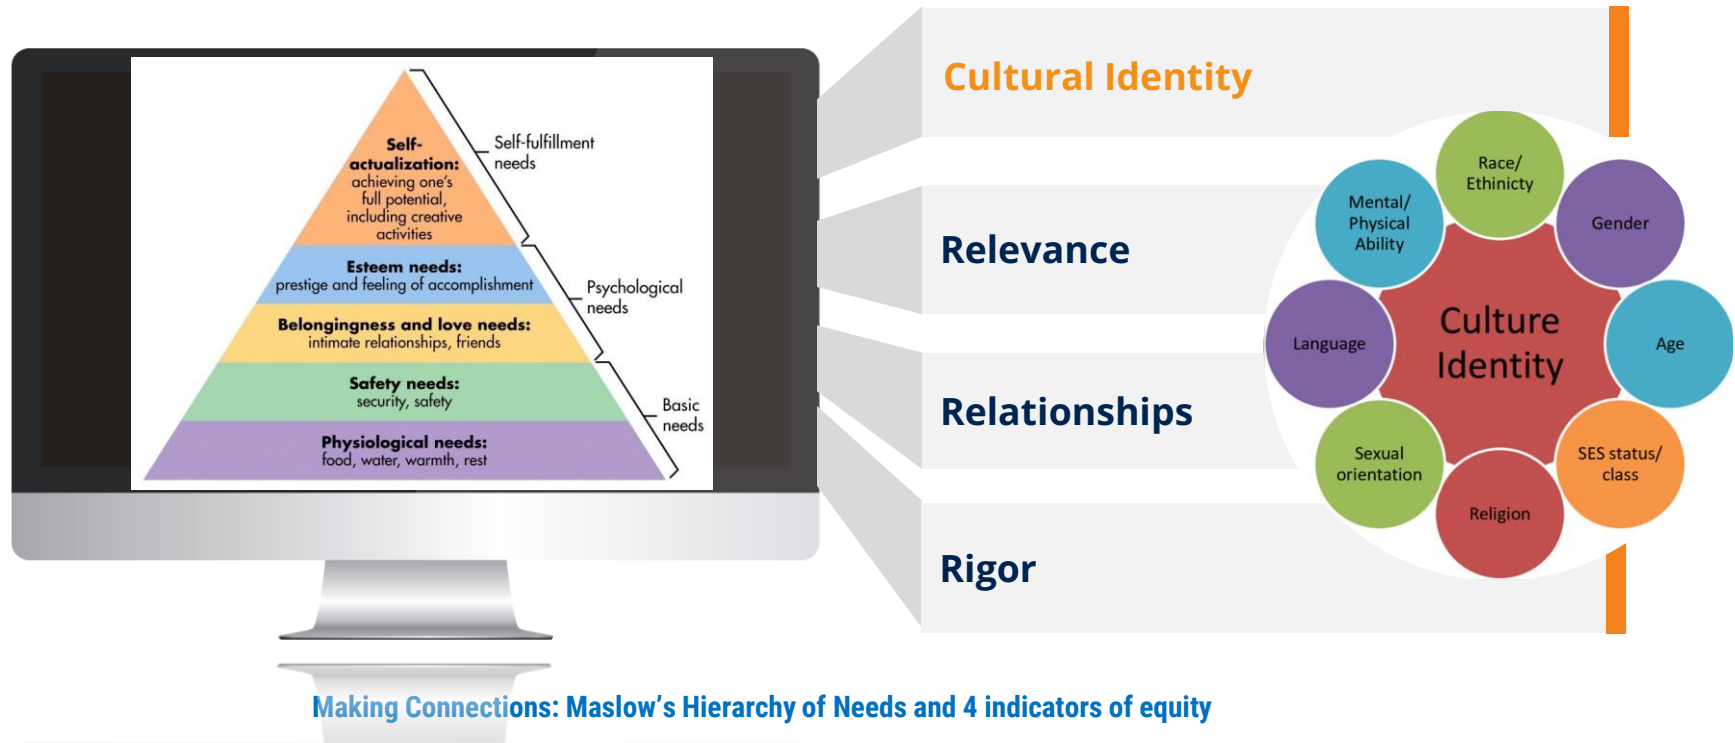 Self-
actualization:
achieving one's
full potential,
including creative
activities
Esteem needs:
prestige and feeling of accomplishment
Belongingness and love needs:
intimate relationships, friends
Safety needs:
security, safety
Physiological needs:
food, water, warmth, rest
Self-fulfillment
needs
Psychological
needs
Basic
needs
Cultural Identity
Relevance
Relationships
Rigor
Culture
Identity
Race/
Ethinicty
Gender
Age
SES status/
class
Religion
Sexual
orientation
Language
Mental/
Physical
Ability
Making Connections: Maslow's Hierarchy of Needs and 4 indicators of equity